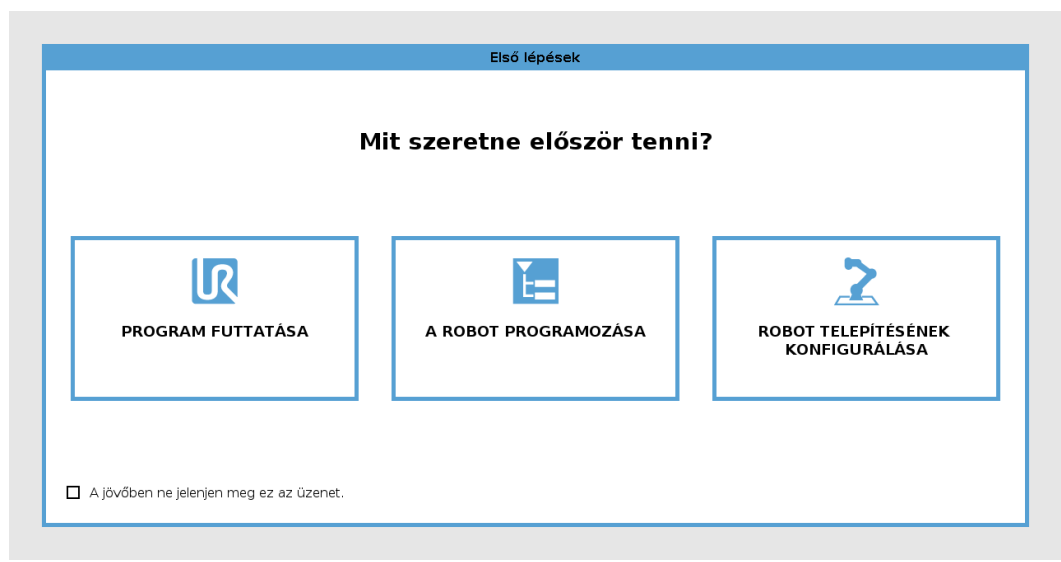 Első lépések
Mit szeretne először tenni?
PROGRAM FUTTATÁSA
A ROBOT PROGRAMOZÁSA
ROBOT TELEPÍTÉSÉNEK
KONFIGURÁLÁSA
A jövőben ne jelenjen meg ez az üzenet.